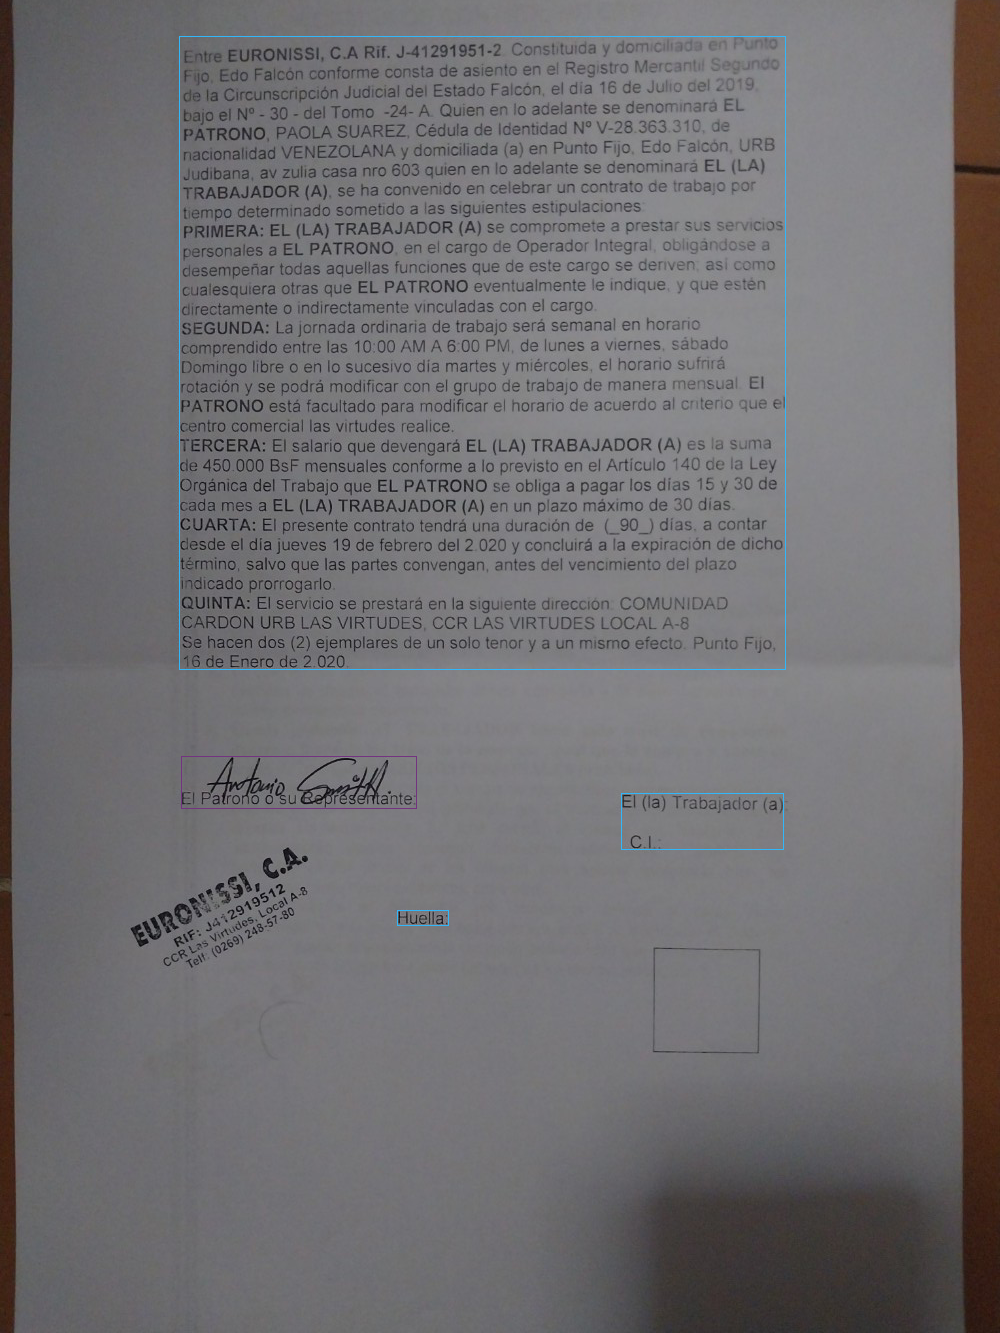 Entre EURONISSI, C.A Rif. J-41291951-2. Constituida y domiciliada en Punto
Fijo, Edo Falcón conforme consta de asiento en el Registro Mercantil Segundo
de la Circunscripción Judicial del Estado Falcón, el día 16 de Julio del 2019,
bajo el Nº - 30 - del Tomo -24- A. Quien en lo adelante se denominará EL
PATRONO, PAOLA SUAREZ, Cédula de Identidad Nº V-28.363.310, de
nacionalidad VENEZOLANA y domiciliada (a) en Punto Fijo, Edo Falcón, URB
Judibana, av zulia casa nro 603 quien en lo adelante se denominará EL (LA)
TRABAJADOR (A), se ha convenido en celebrar un contrato de trabajo por
tiempo determinado sometido a las siguientes estipulaciones:
PRIMERA: EL (LA) TRABAJADOR (A) se compromete a prestar sus servicios
personales a EL PATRONO, en el cargo de Operador Integral, obligándose a
desempeñar todas aquellas funciones que de este cargo se deriven; así como
cualesquiera otras que EL PATRONO eventualmente le indique, y que estén
directamente o indirectamente vinculadas con el cargo.
SEGUNDA: La jornada ordinaria de trabajo será semanal en horario
comprendido entre las 10:00 AM A 6:00 PM, de lunes a viernes, sábado
Domingo libre o en lo sucesivo día martes y miércoles, el horario sufrirá
rotación y se podrá modificar con el grupo de trabajo de manera mensual. El
PATRONO está facultado para modificar el horario de acuerdo al criterio que el
centro comercial las virtudes realice.
TERCERA: El salario que devengará EL (LA) TRABAJADOR (A) es la suma
de 450.000 BsF mensuales conforme a lo previsto en el Artículo 140 de la Ley
Orgánica del Trabajo que EL PATRONO se obliga a pagar los días 15 y 30 de
cada mes a EL (LA) TRABAJADOR (A) en un plazo máximo de 30 días.
CUARTA: El presente contrato tendrá una duración de (_90_) días, a contar
desde el día jueves 19 de febrero del 2.020 y concluirá a la expiración de dicho
término, salvo que las partes convengan, antes del vencimiento del plazo
indicado prorrogarlo.
QUINTA: El servicio se prestará en la siguiente dirección: COMUNIDAD
CARDON URB LAS VIRTUDES, CCR LAS VIRTUDES LOCAL A-8
Se hacen dos (2) ejemplares de un solo tenor y a un mismo efecto. Punto Fijo,
16 de Enero de 2.020
Antonio Smith.
El Patrono o su Representante:
El (la) Trabajador (a):
C.I.:
EURONISSI, C.A.
RIF: J412919512
CCR Las Virtudes, Local A-8
Telf: (0269) 248-57-80
Huella: